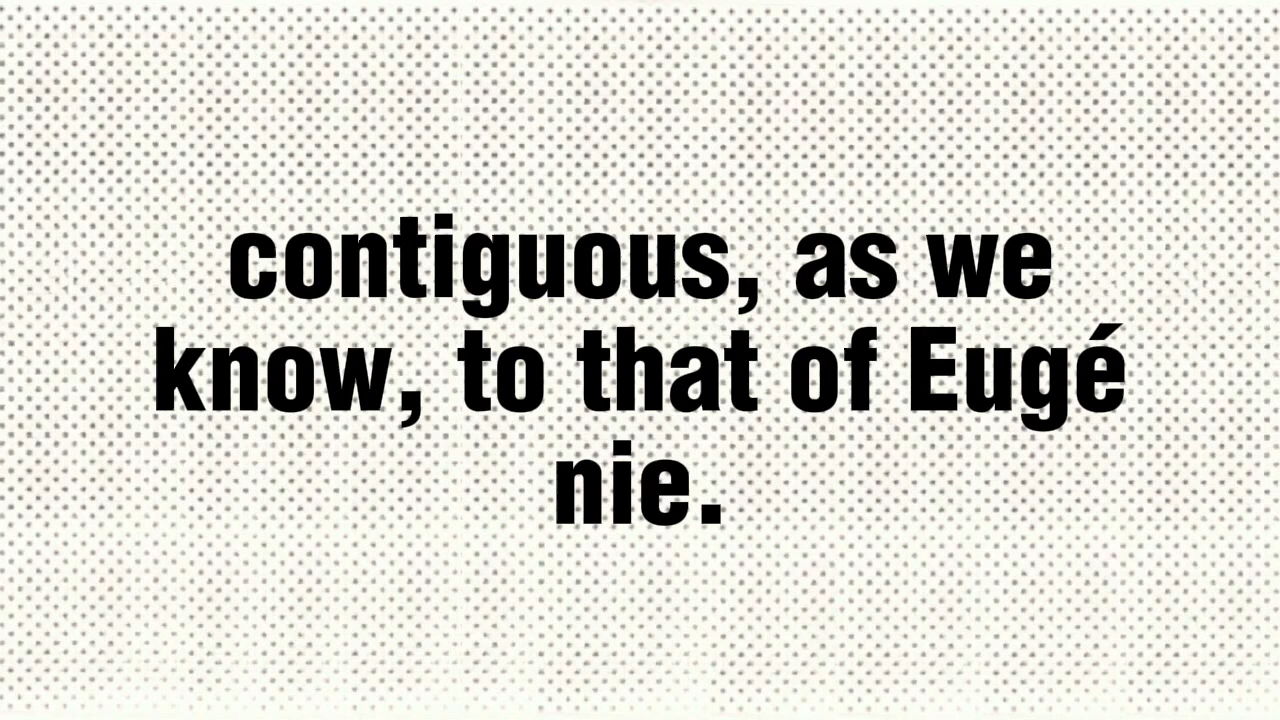 contiguous, as we
know, to that of Eugé
nie.